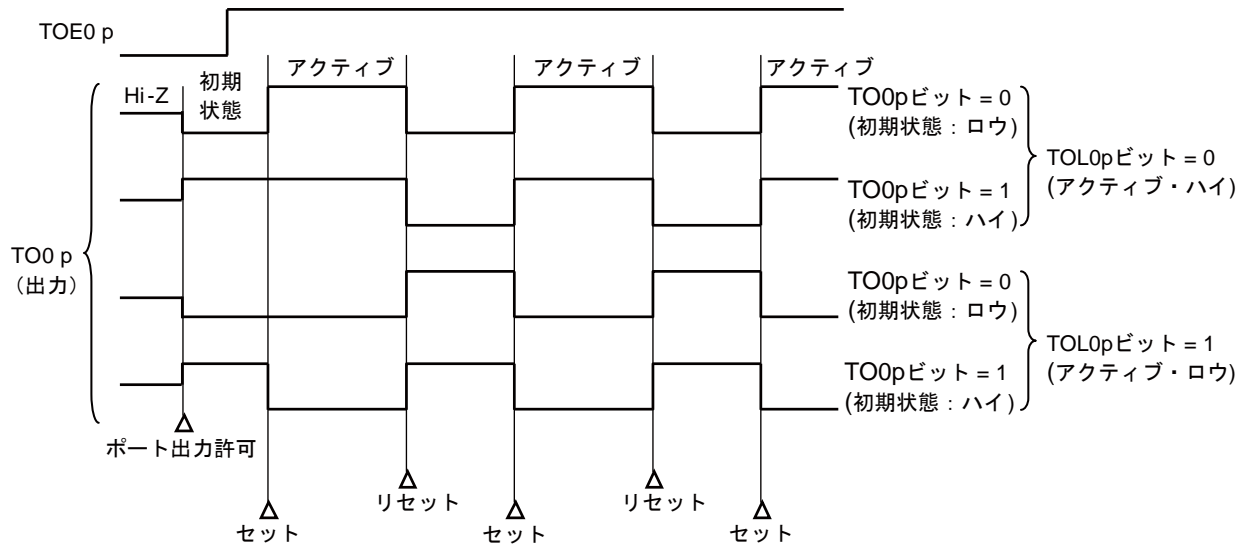 TOE0 p
アクティブ
アクティブ
アクティブ
Hi-Z
初期
状態
TO0pビット = 0
(初期状態：ロウ)
TOL0pビット = 0
(アクティブ・ハイ)
TO0pビット = 1
(初期状態：ハイ)
TO0 p
（出力）
TO0pビット = 0
(初期状態：ロウ)
TOL0pビット = 1
(アクティブ・ロウ)
TO0pビット = 1
(初期状態：ハイ)
ポート出力許可
リセット
リセット
セット
セット
セット